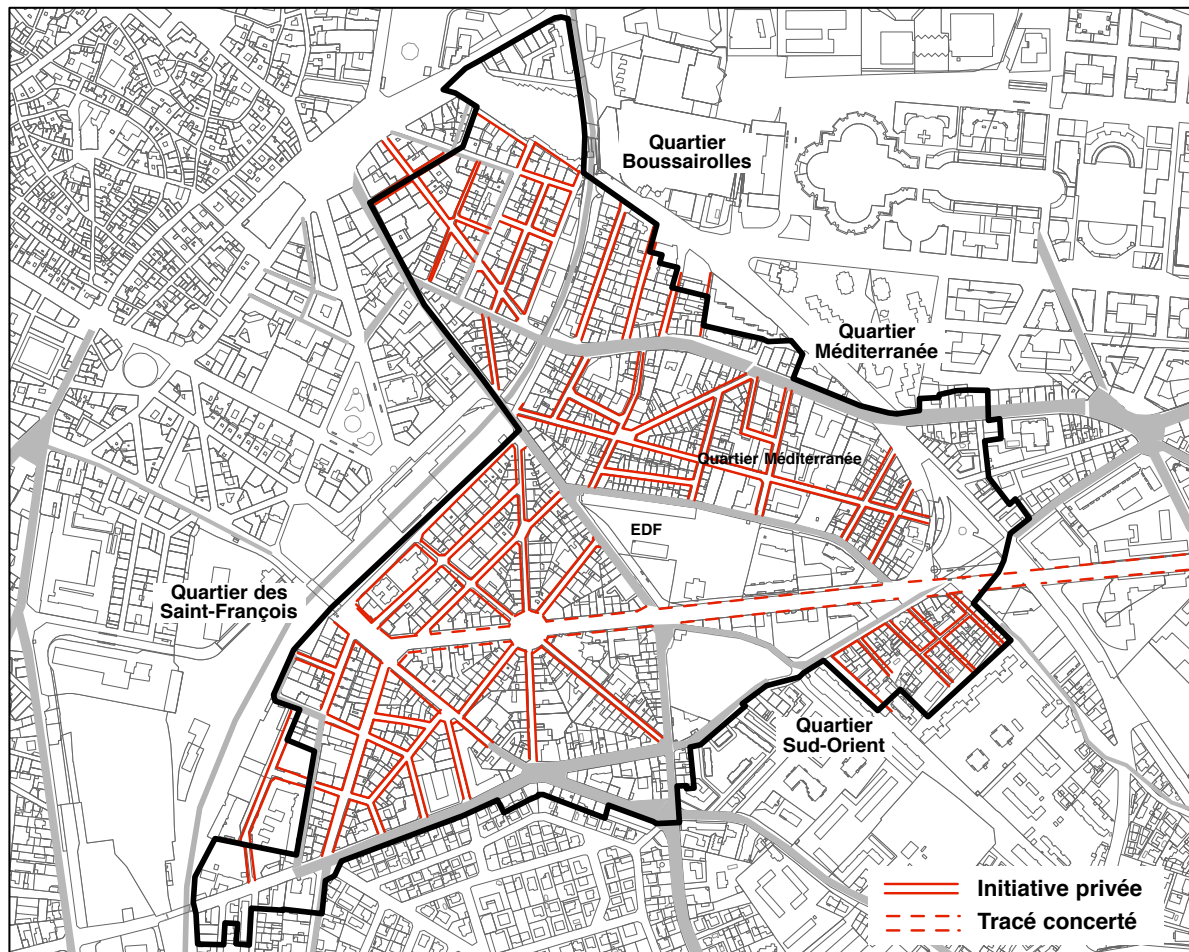 Quartier
Boussairolles
Quartier
Méditerranée
Quartier Méditerranée
EDF
Quartier des
Saint-François
Quartier
Sud-Orient
Initiative privée
Tracé concerté